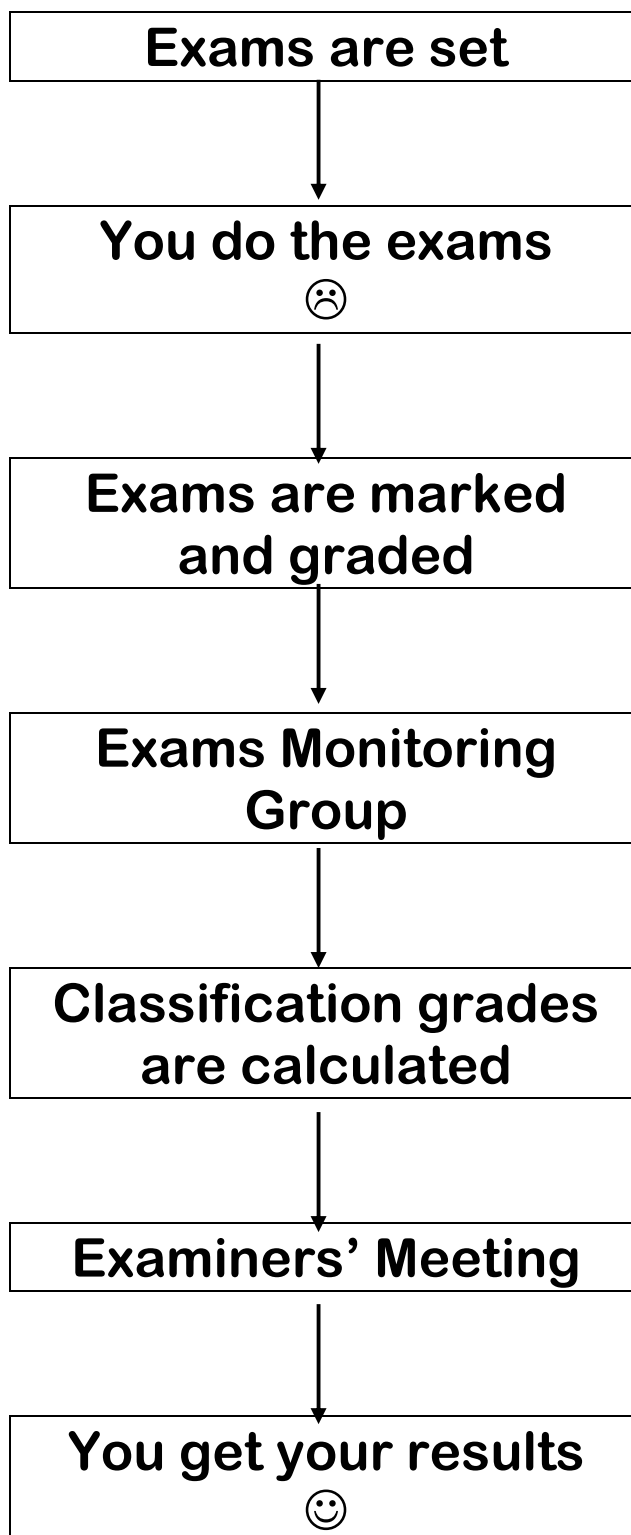 Exams are set
You do the exams
☹
Exams are marked
and graded
Exams Monitoring
Group
Classification grades
are calculated
Examiners’ Meeting
You get your results
☺